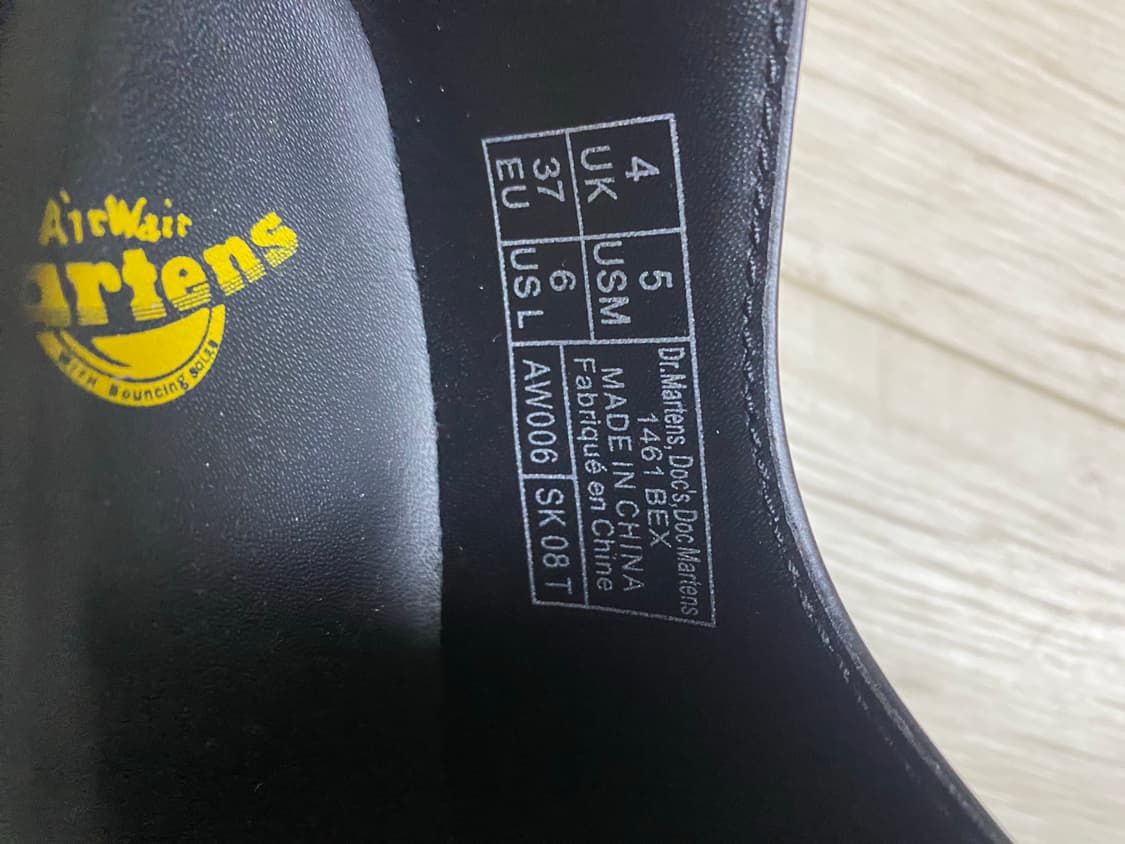 AirWair
artens
WITH Bouncing SOLES
4
UK
5
USM
37
EU
6
US L
Dr.Martens, Doc's, Doc Martens
1461 BEX
MADE IN CHINA
Fabriqué en Chine
AW006
SK 08 T